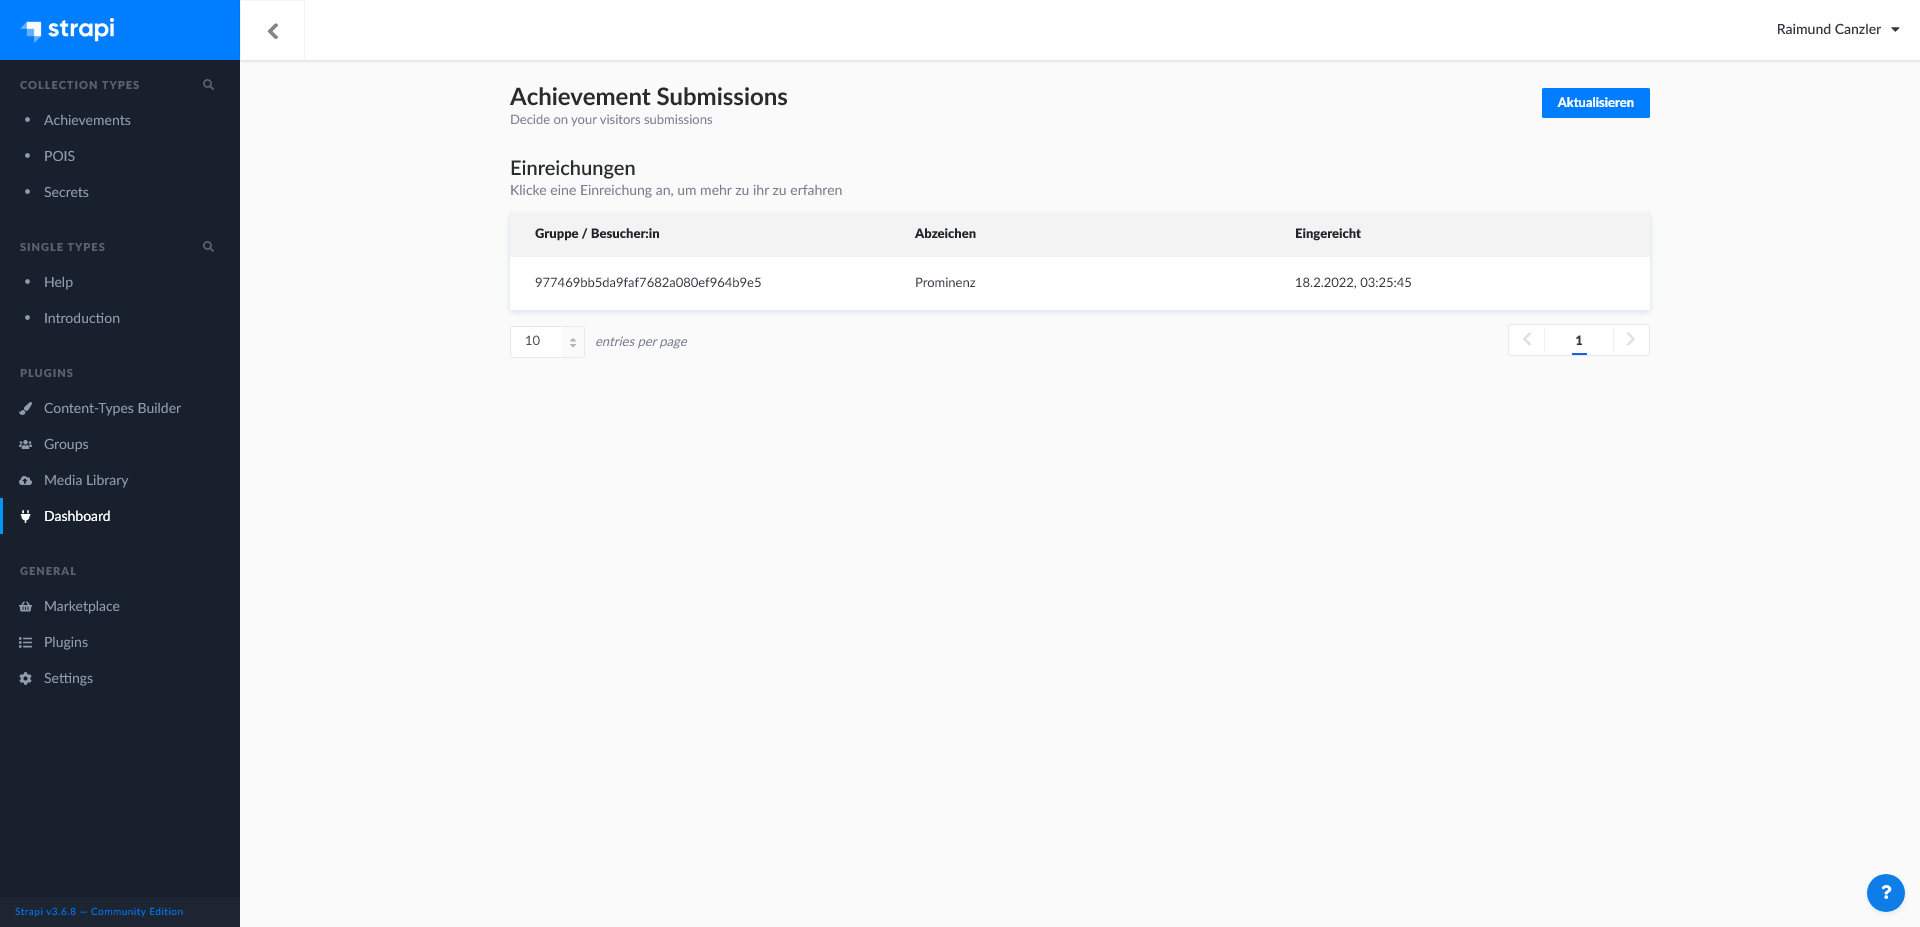 strapi
Raimund Canzler
COLLECTION TYPES
Achievements
POIS
Secrets
SINGLE TYPES
Help
Introduction
PLUGINS
Content-Types Builder
Groups
Media Library
Dashboard
GENERAL
Marketplace
Plugins
Settings
Strapi v3.6.8 — Community Edition
Achievement Submissions
Decide on your visitors submissions
Aktualisieren
Einreichungen
Klicke eine Einreichung an, um mehr zu ihr zu erfahren
Gruppe / Besucher:in Abzeichen Eingereicht
977469bb5da9faf7682a080ef964b9e5 Prominenz 18.2.2022, 03:25:45
10 entries per page 1
?